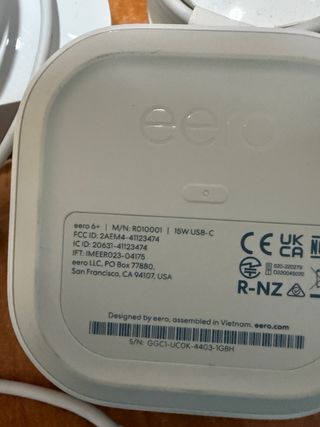 eero
eero 6+ | M/N: R010001 | 15W USB-C
FCC ID: 2AEM4-41123474
IC ID: 20631-41123474
IFT: IMEER023-04175
eero LLC, PO Box 77880,
San Francisco, CA 94107, USA
CE UK CA
R-NZ
Designed by eero, assembled in Vietnam. eero.com
S/N: GGC1-UC0K-4403-1G8H